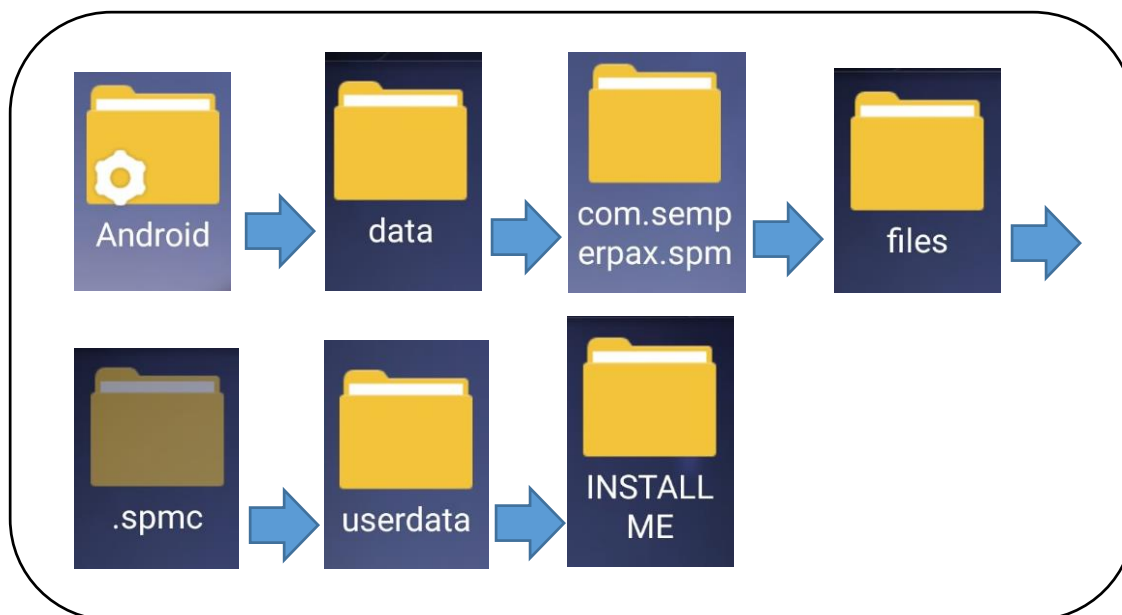 Android
data
com.semp
erpax.spm
files
.spmc
userdata
INSTALL
ME